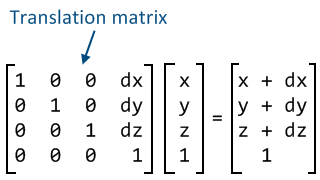 Translation matrix
1 0 0 dx x x + dx
0 1 0 dy y y + dy
0 0 1 dz z = z + dz
0 0 0 1 1 1